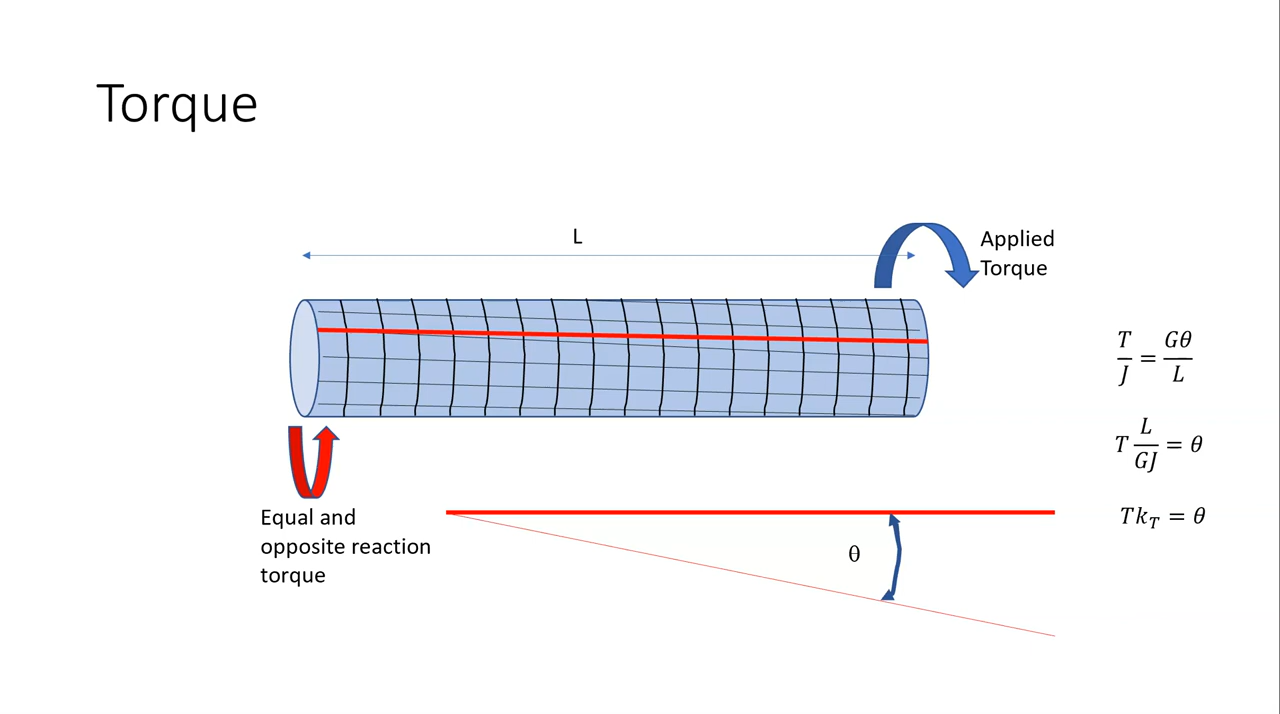 Torque
L
Applied
Torque
T/J = Gθ/L
T L/GJ = θ
Tk_T = θ
Equal and
opposite reaction
torque
θ